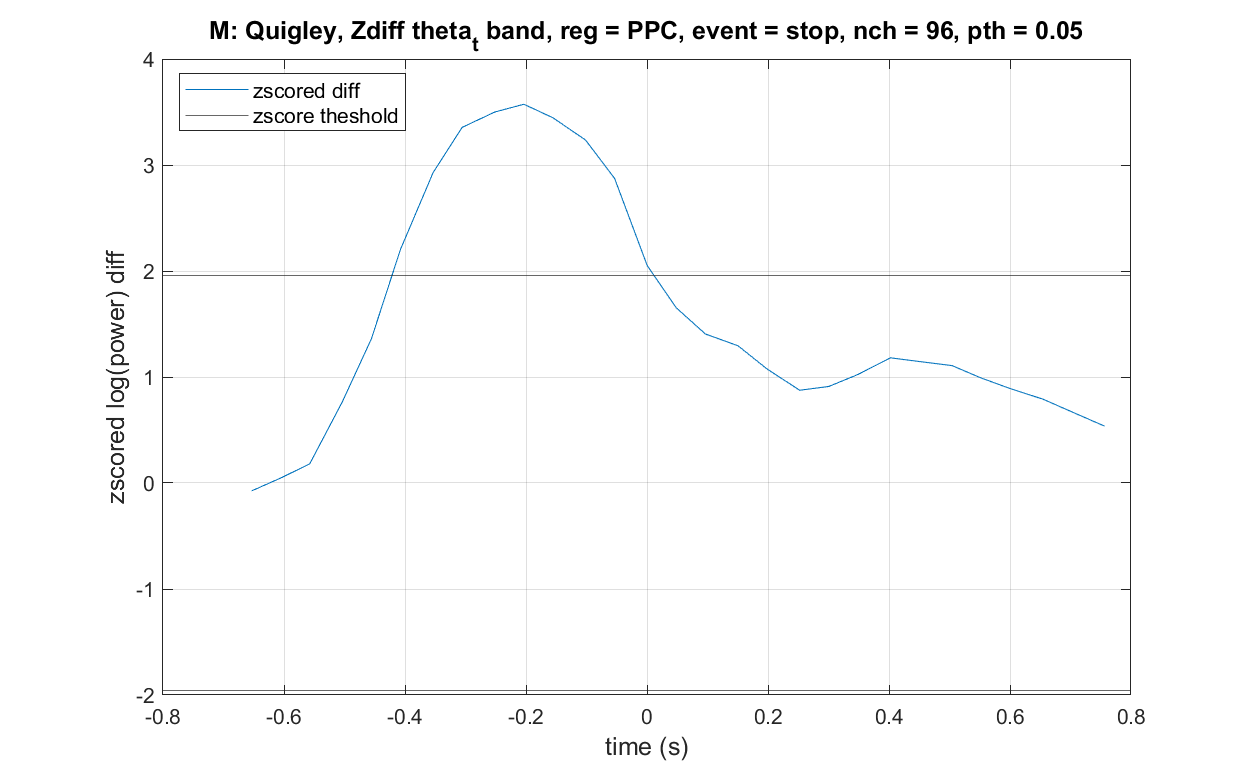 M: Quigley, Zdiff theta_t band, reg = PPC, event = stop, nch = 96, pth = 0.05
zscored diff
zscore theshold
zscored log(power) diff
4
3
2
1
0
-1
-2
-0.8 -0.6 -0.4 -0.2 0 0.2 0.4 0.6 0.8
time (s)